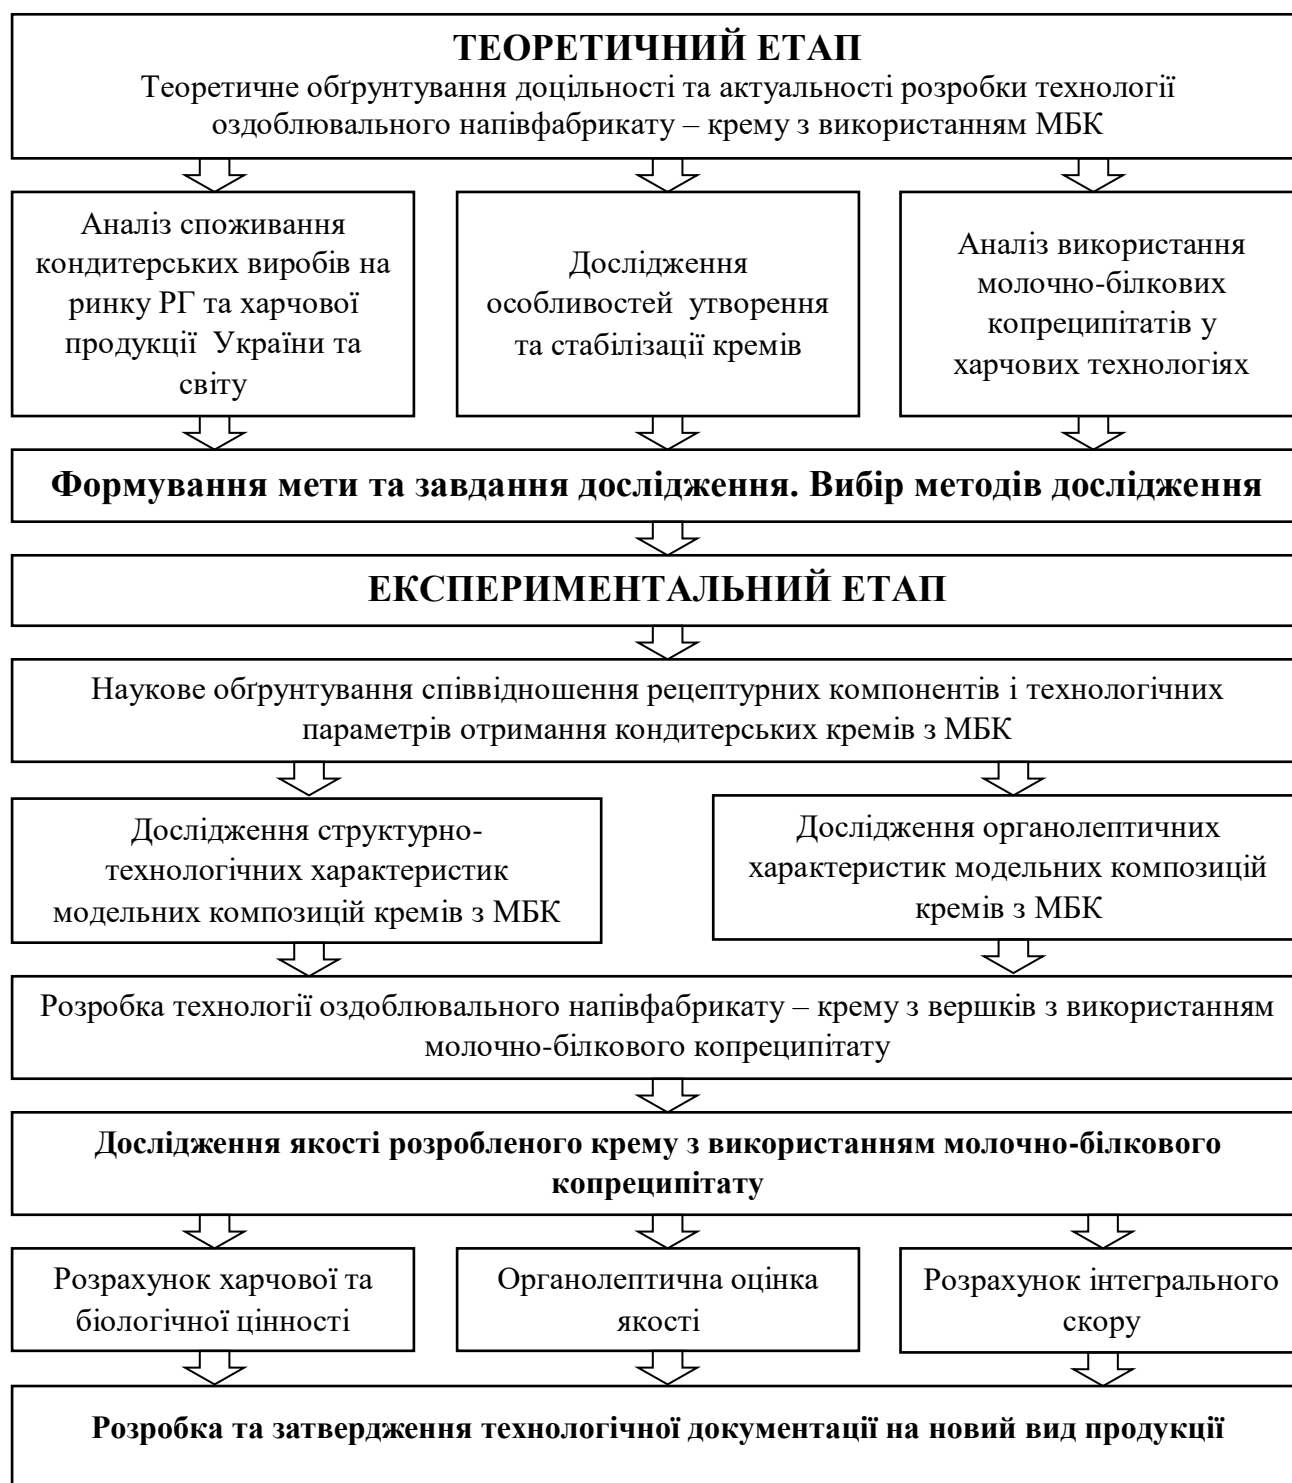 ТЕОРЕТИЧНИЙ ЕТАП
Теоретичне обґрунтування доцільності та актуальності розробки технології
оздоблювального напівфабрикату – крему з використанням МБК
Аналіз споживання
кондитерських виробів на
ринку РГ та харчової
продукції України та
світу
Дослідження
особливостей утворення
та стабілізації кремів
Аналіз використання
молочно-білкових
копреципітатів у
харчових технологіях
Формування мети та завдання дослідження. Вибір методів дослідження
ЕКСПЕРИМЕНТАЛЬНИЙ ЕТАП
Наукове обґрунтування співвідношення рецептурних компонентів і технологічних
параметрів отримання кондитерських кремів з МБК
Дослідження структурно-
технологічних характеристик
модельних композицій кремів з МБК
Дослідження органолептичних
характеристик модельних композицій
кремів з МБК
Розробка технології оздоблювального напівфабрикату – крему з вершків з використанням
молочно-білкового копреципітату
Дослідження якості розробленого крему з використанням молочно-білкового
копреципітату
Розрахунок харчової та
біологічної цінності
Органолептична оцінка
якості
Розрахунок інтегрального
скору
Розробка та затвердження технологічної документації на новий вид продукції